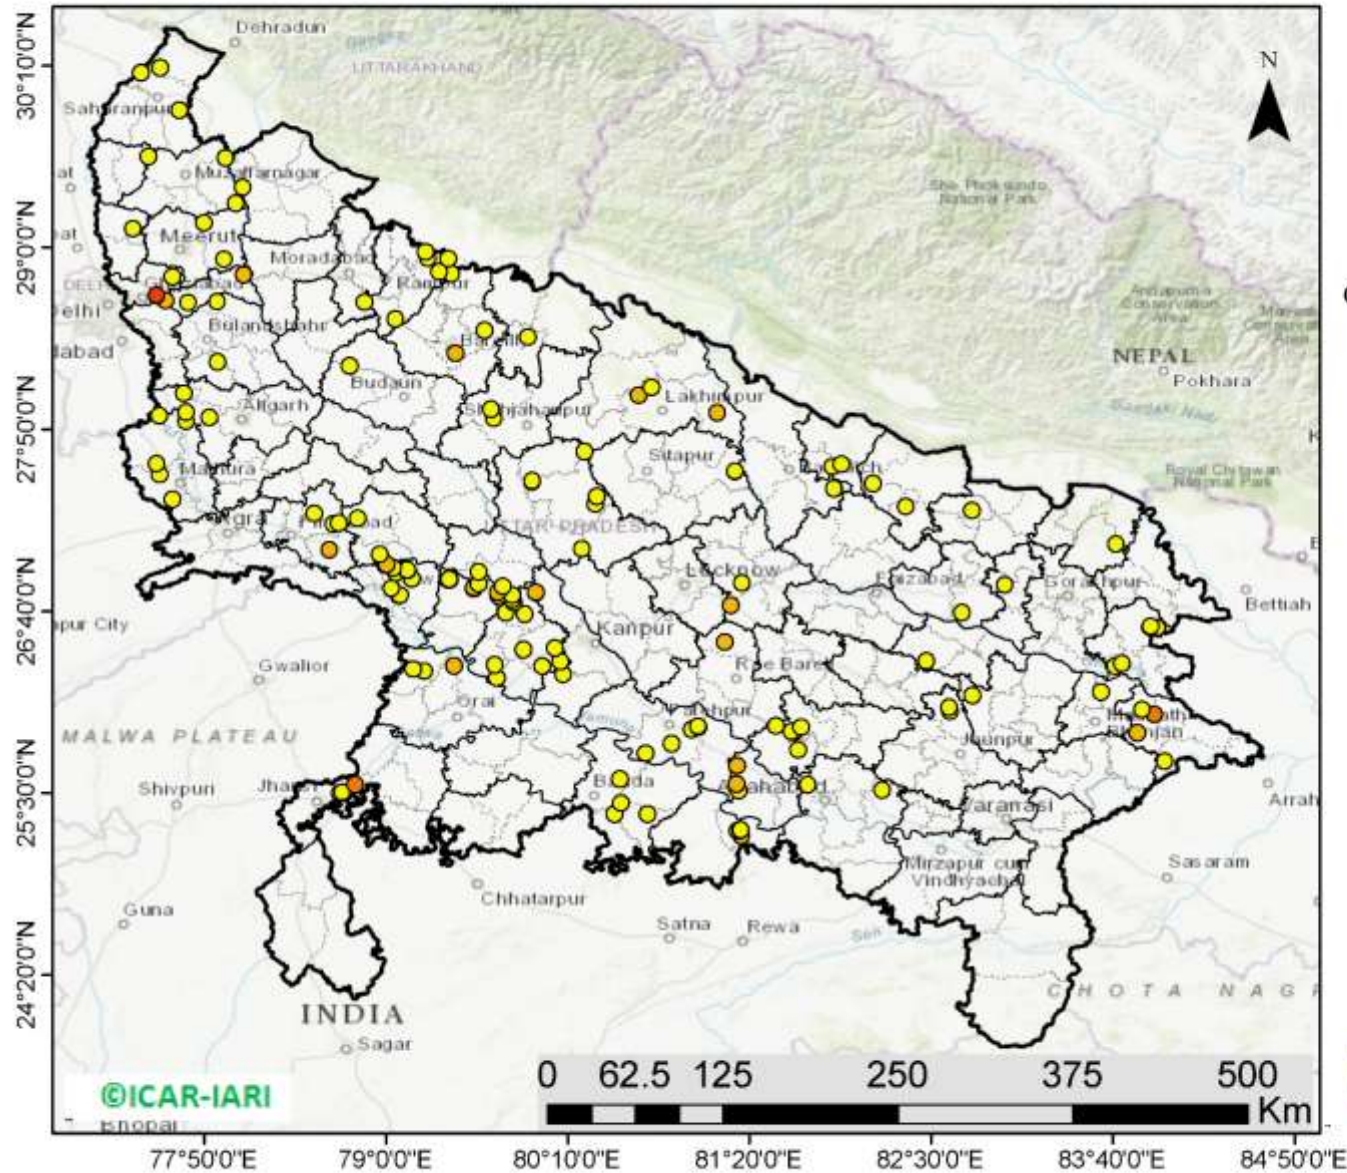 Dehradun
UTTARAKHAND
N
Saharanpur
Muzaffarnagar
Meerut
Moradabad
Rampur
Delhi
Bulandshahr
Bareilly
NEPAL
Pokhara
Budaun
Aligarh
Shahjahanpur
Lakhimpur
Mathura
Sitapur
Agra
UTTAR PRADESH
Lucknow
Faizabad
Gorakhpur
Bettiah
Kanpur
Gwalior
Rae Bareli
Orai
Fatehpur
MALWA PLATEAU
Jaunpur
Shivpuri
Jhansi
Banda
Allahabad
Varanasi
Arrah
Mirzapur cum
Vindhyachal
Sasaram
Chhatarpur
Guna
Satna
Rewa
Son
INDIA
Sagar
©ICAR-IARI
0 62.5 125 250 375 500
Km
30°10'0"N
29°0'0"N
27°50'0"N
26°40'0"N
25°30'0"N
24°20'0"N
77°50'0"E 79°0'0"E 80°10'0"E 81°20'0"E 82°30'0"E 83°40'0"E 84°50'0"E